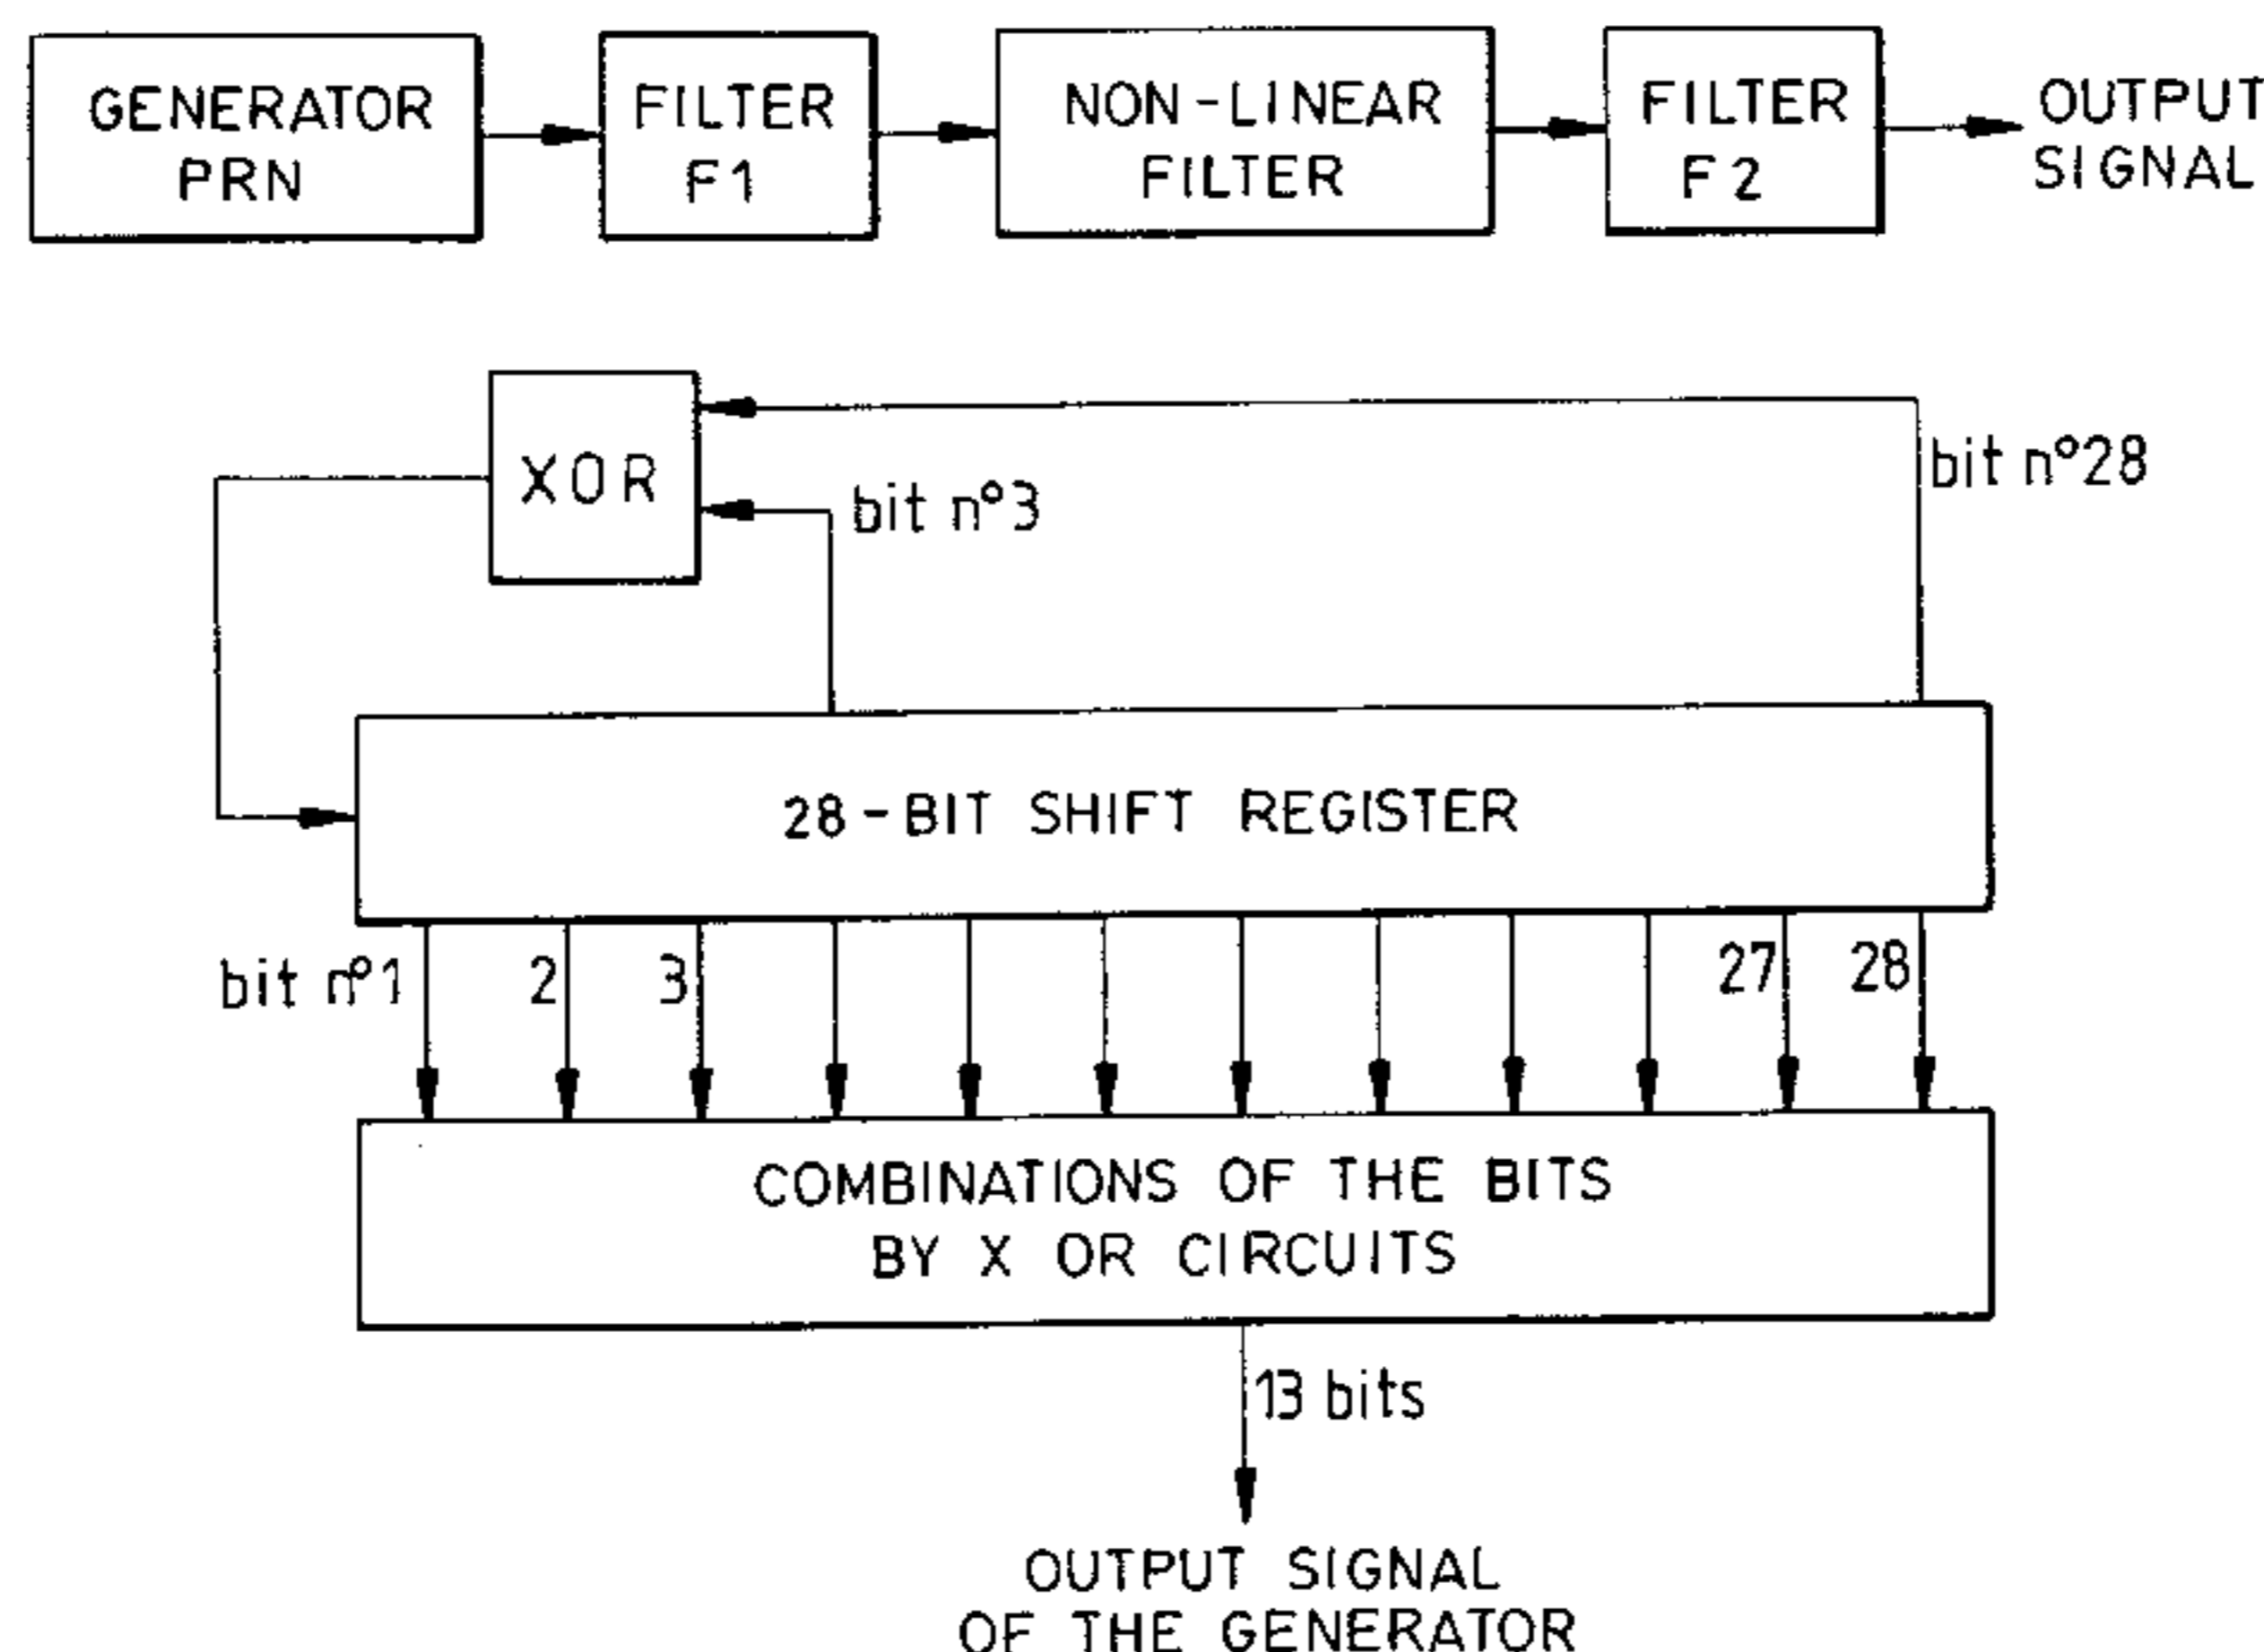 GENERATOR
PRN
FILTER
F1
NON-LINEAR
FILTER
FILTER
F2
OUTPUT
SIGNAL
XOR
bit n°3
bit n°28
28-BIT SHIFT REGISTER
bit n°1
2
3
27
28
COMBINATIONS OF THE BITS
BY X OR CIRCUITS
13 bits
OUTPUT SIGNAL
OF THE GENERATOR